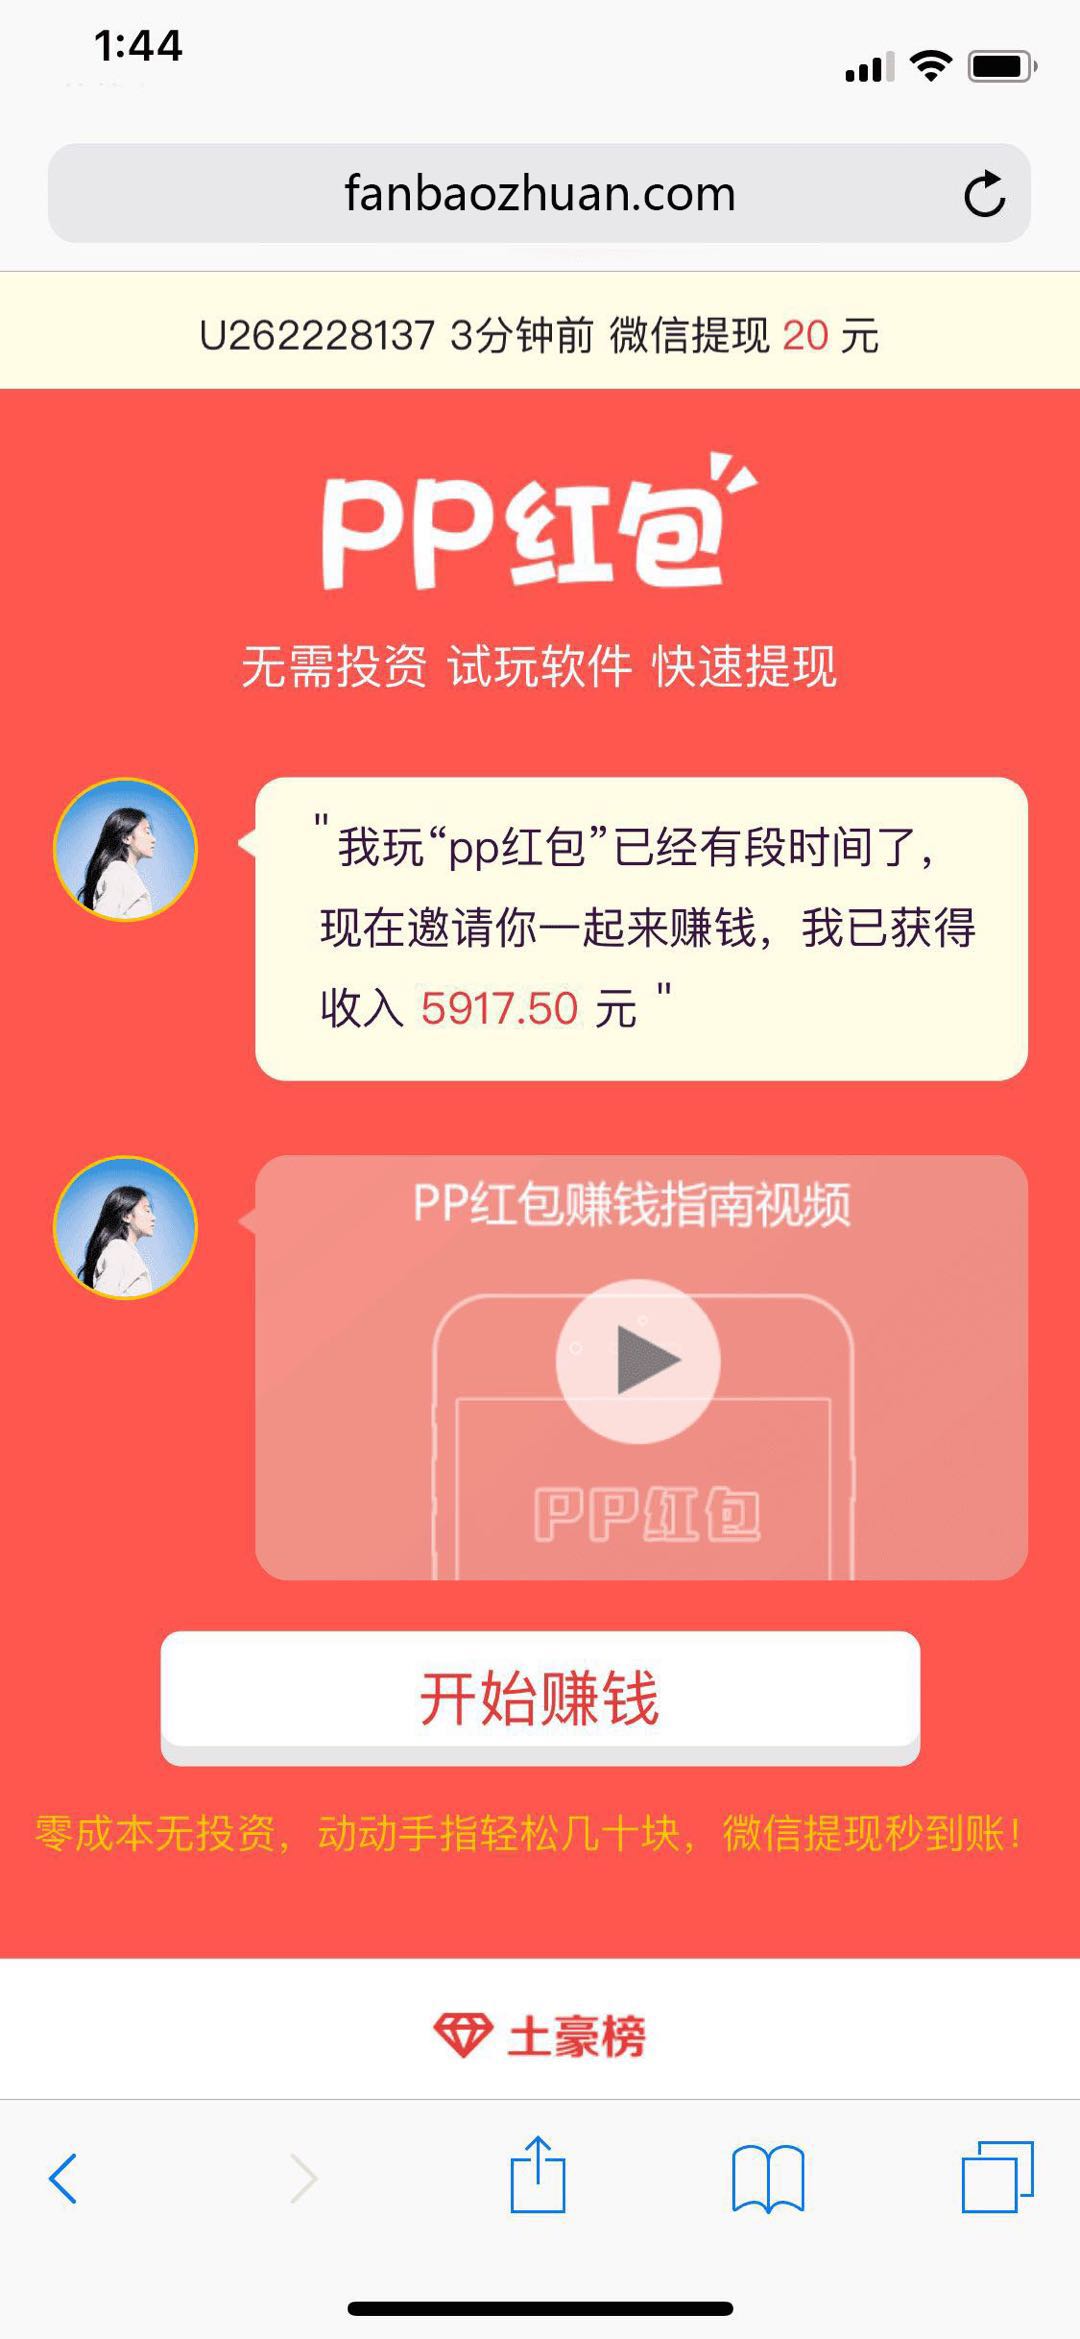 1:44
fanbaozhuan.com
U262228137 3分钟前 微信提现 20 元
PP红包
无需投资 试玩软件 快速提现
"我玩“pp红包”已经有段时间了，
现在邀请你一起来赚钱，我已获得
收入 5917.50 元 "
PP红包赚钱指南视频
PP红包
开始赚钱
零成本无投资，动动手指轻松几十块，微信提现秒到账！
土豪榜